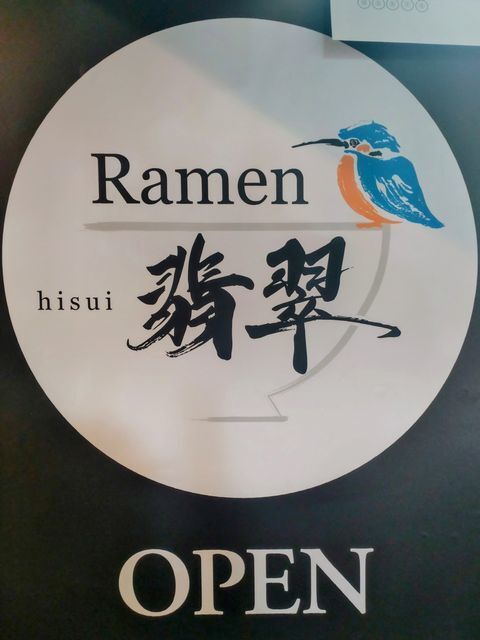 Ramen
hisui
翡翠
OPEN